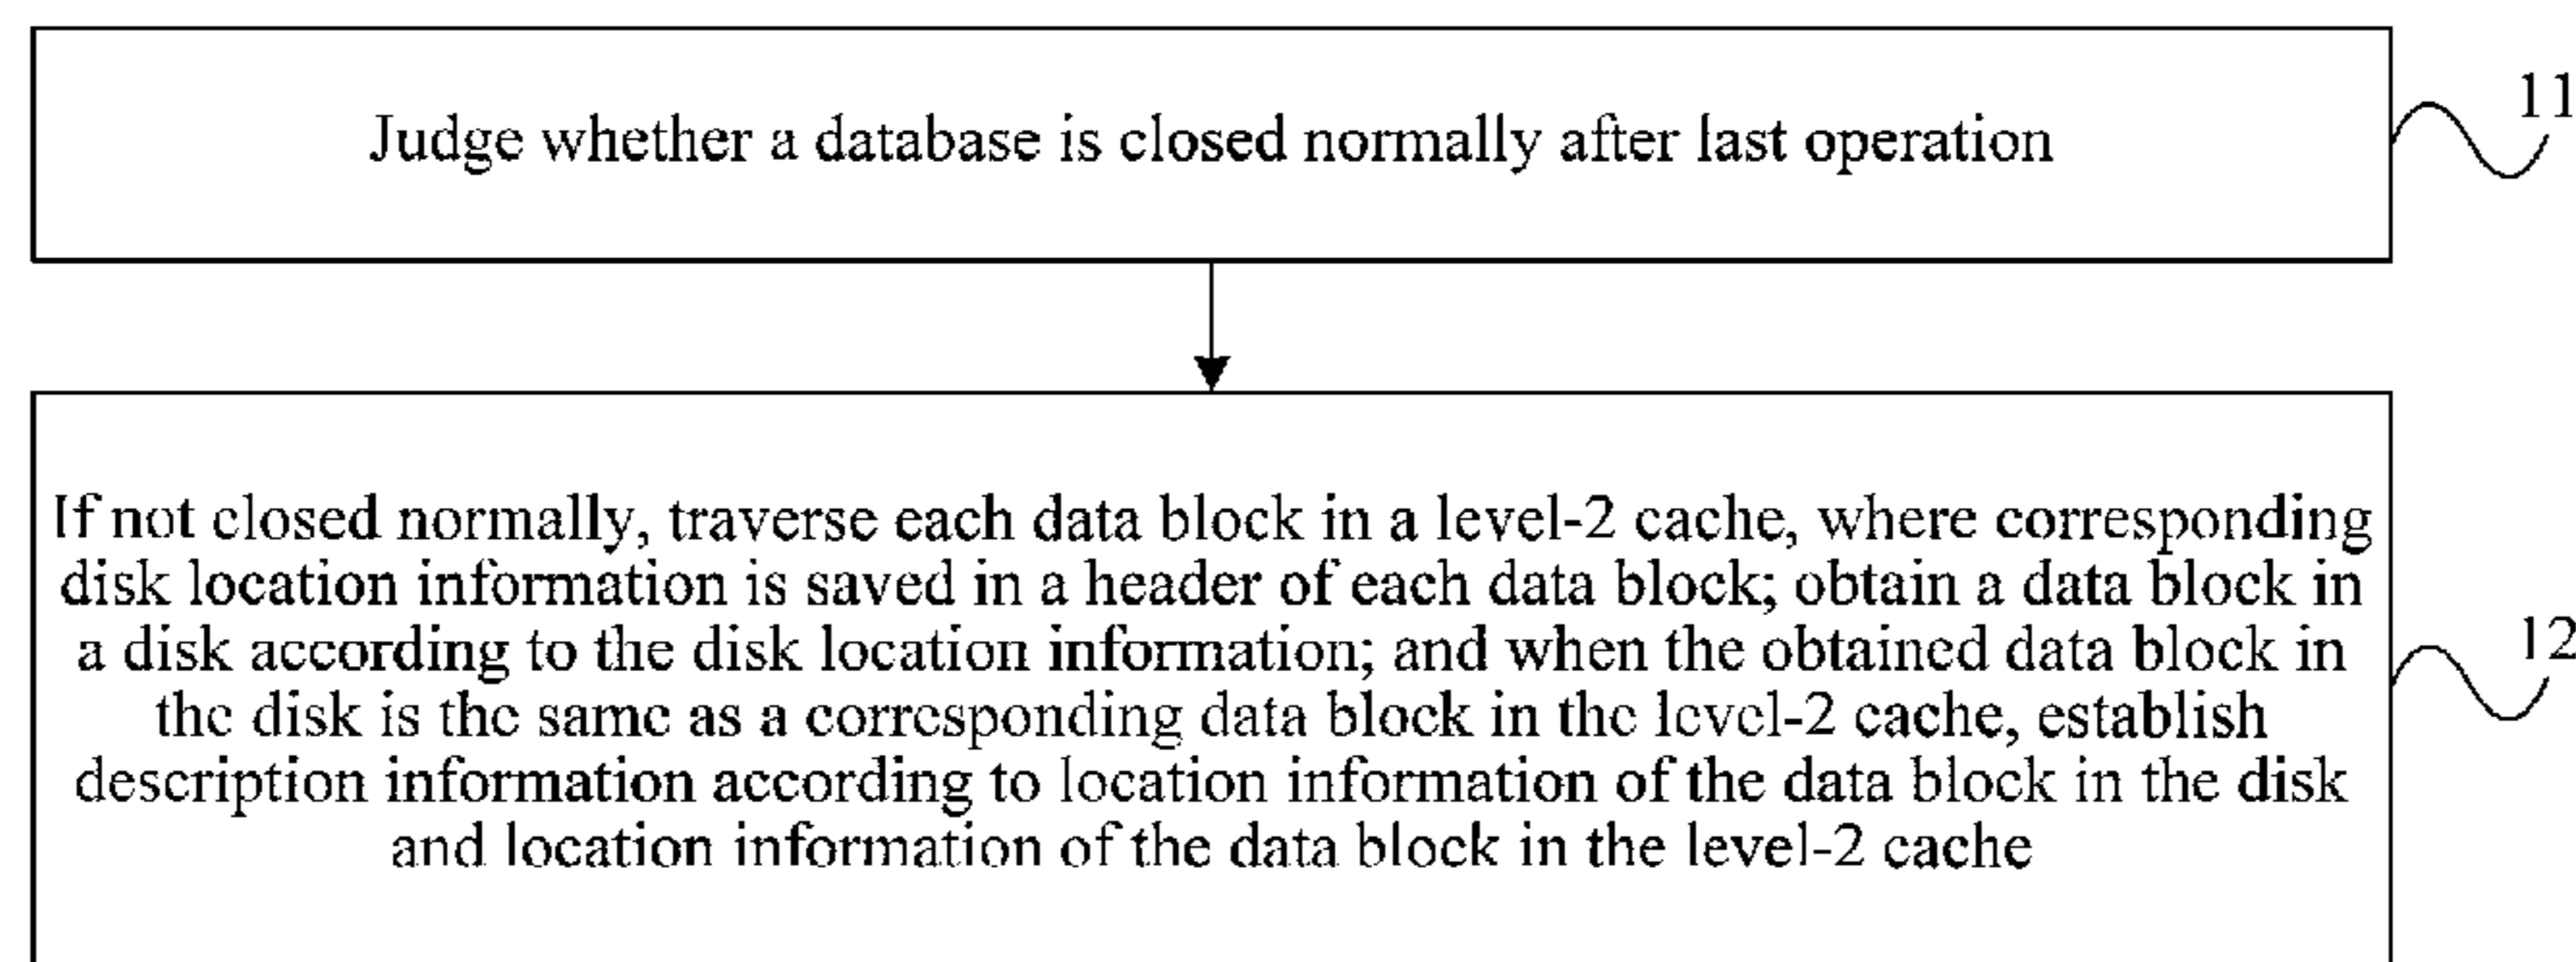 Judge whether a database is closed normally after last operation
11
If not closed normally, traverse each data block in a level-2 cache, where corresponding
disk location information is saved in a header of each data block; obtain a data block in
a disk according to the disk location information; and when the obtained data block in
the disk is the same as a corresponding data block in the level-2 cache, establish
description information according to location information of the data block in the disk
and location information of the data block in the level-2 cache
12